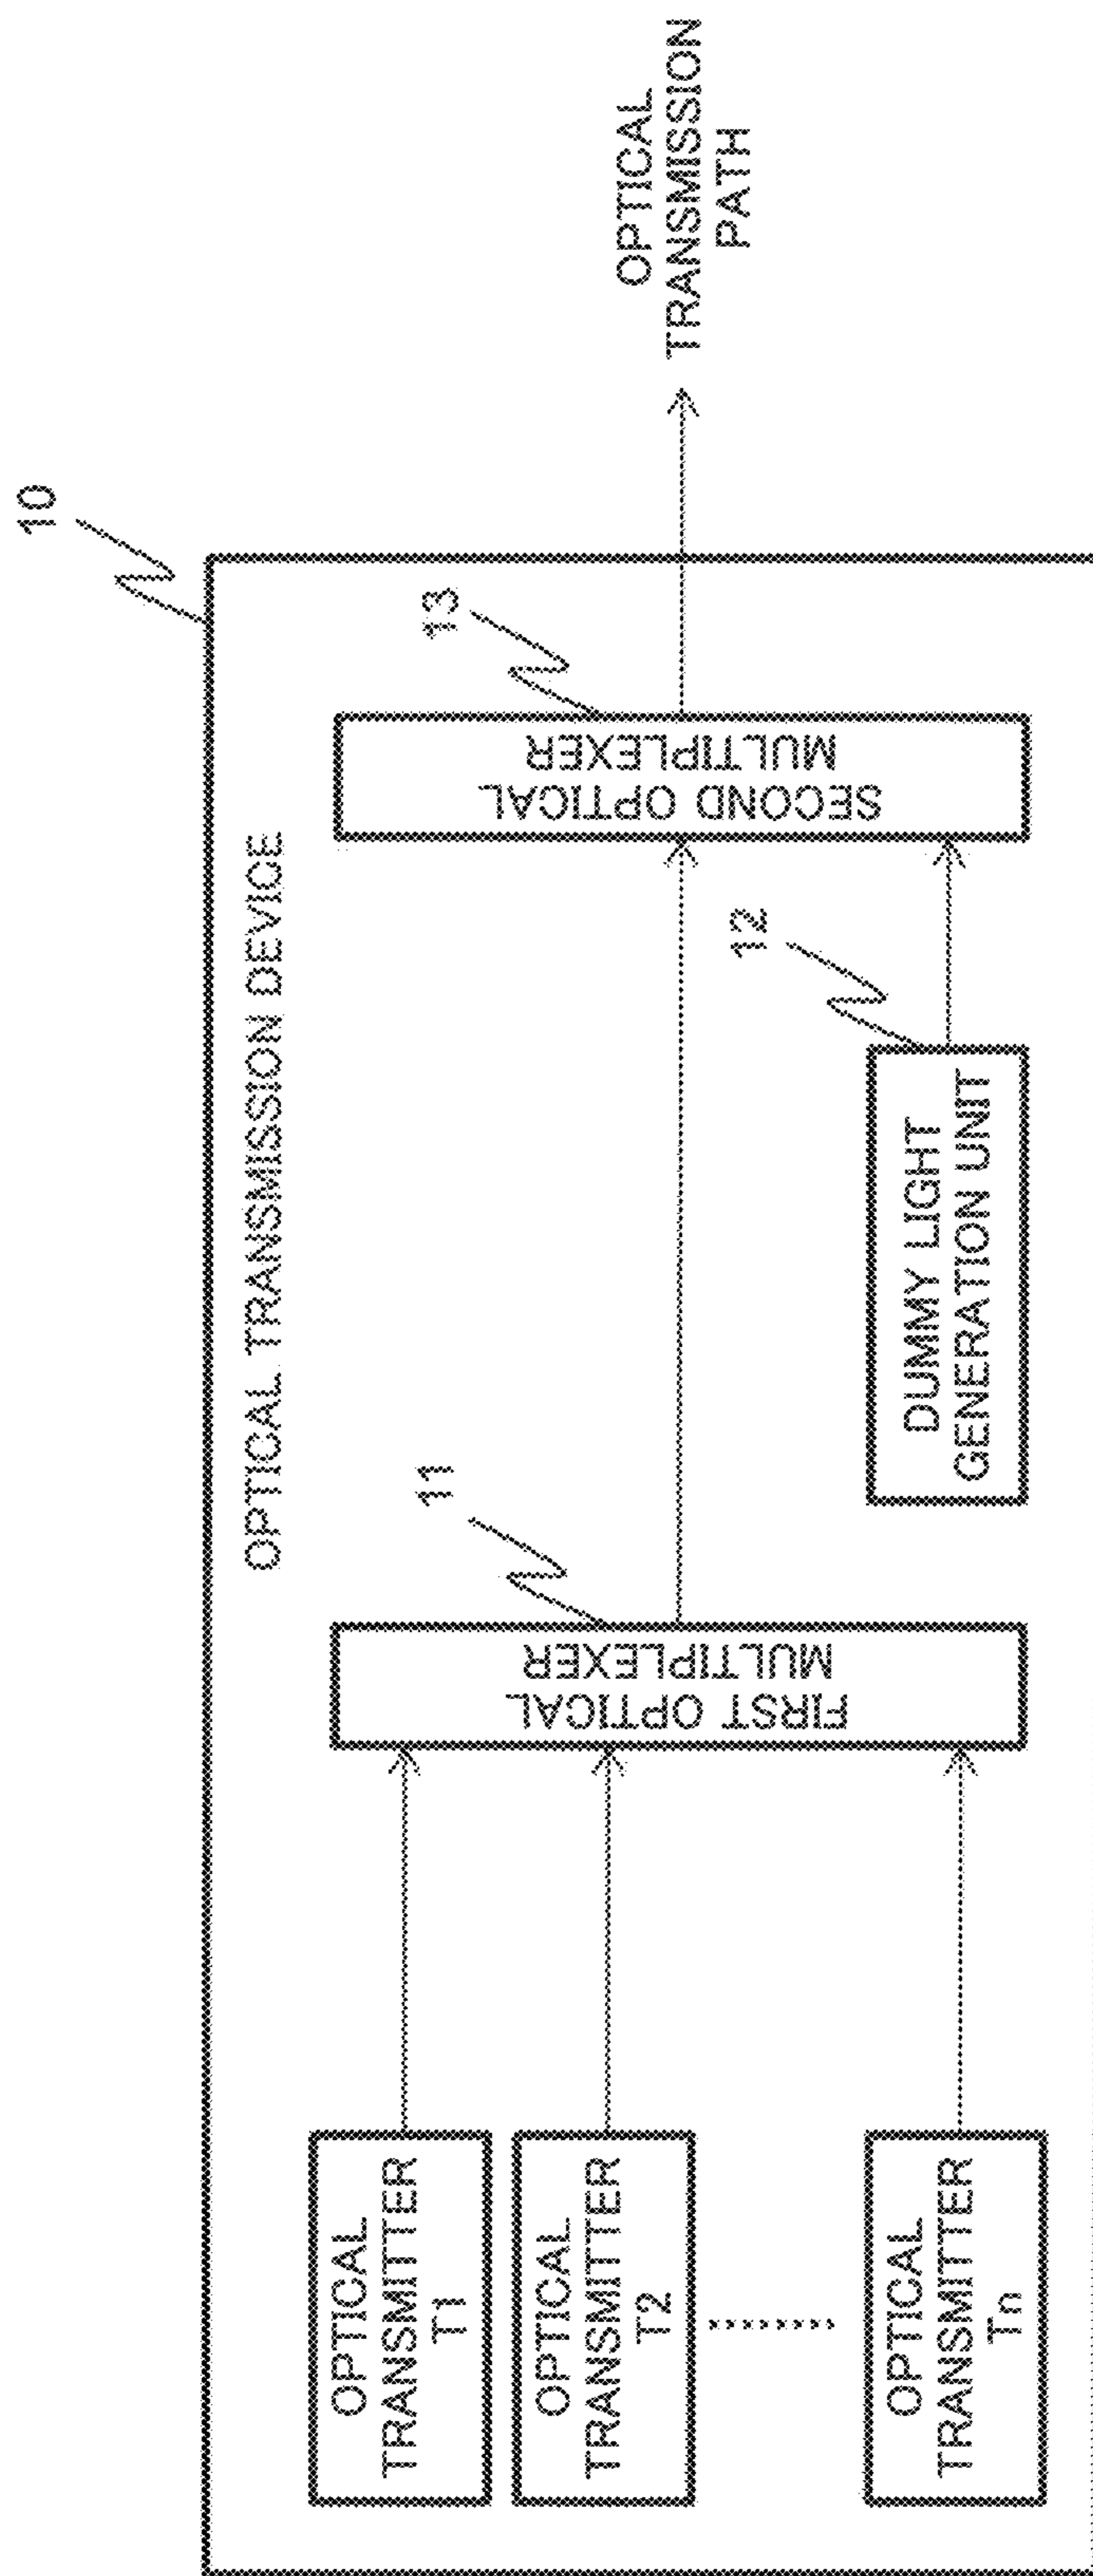 10
OPTICAL TRANSMISSION DEVICE
OPTICAL
TRANSMITTER
T1
OPTICAL
TRANSMITTER
T2
OPTICAL
TRANSMITTER
Tn
11
FIRST OPTICAL
MULTIPLEXER
12
DUMMY LIGHT
GENERATION UNIT
13
SECOND OPTICAL
MULTIPLEXER
OPTICAL
TRANSMISSION
PATH